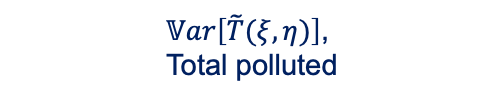 𝕍ar[T̃(ξ, η)],
Total polluted